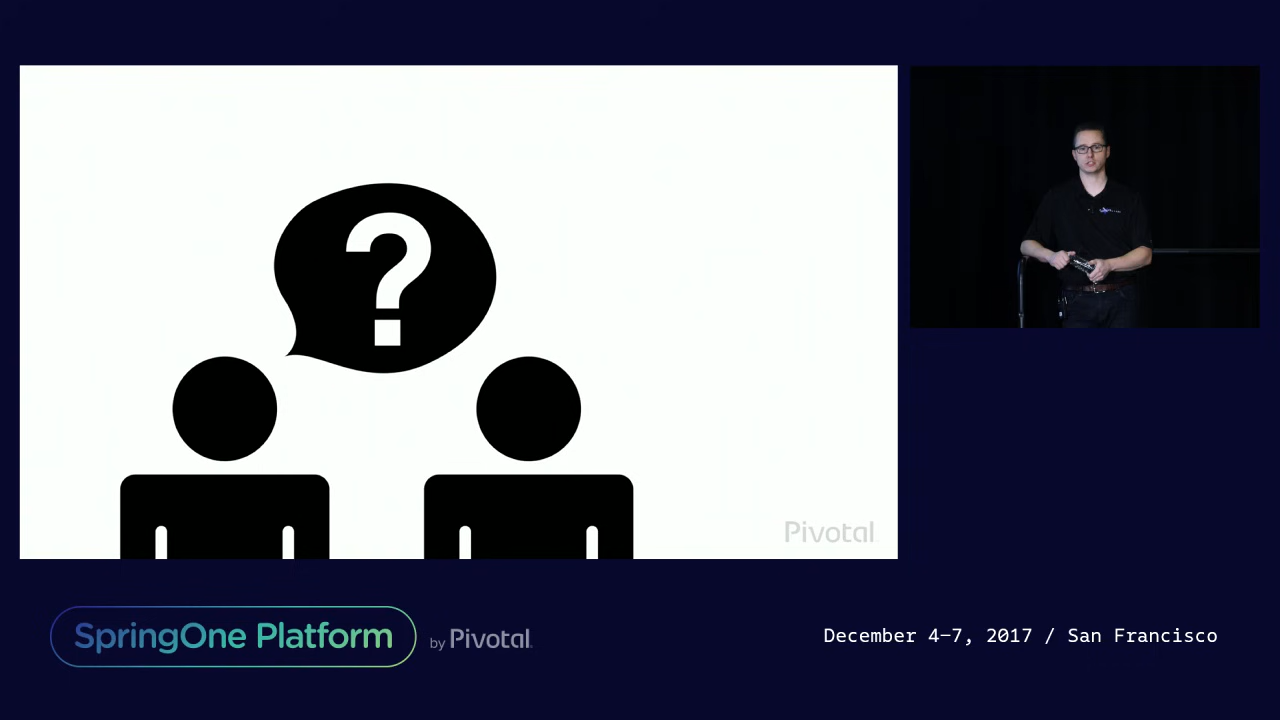 ?
Pivotal
SpringOne Platform
by Pivotal.
December 4–7, 2017 / San Francisco